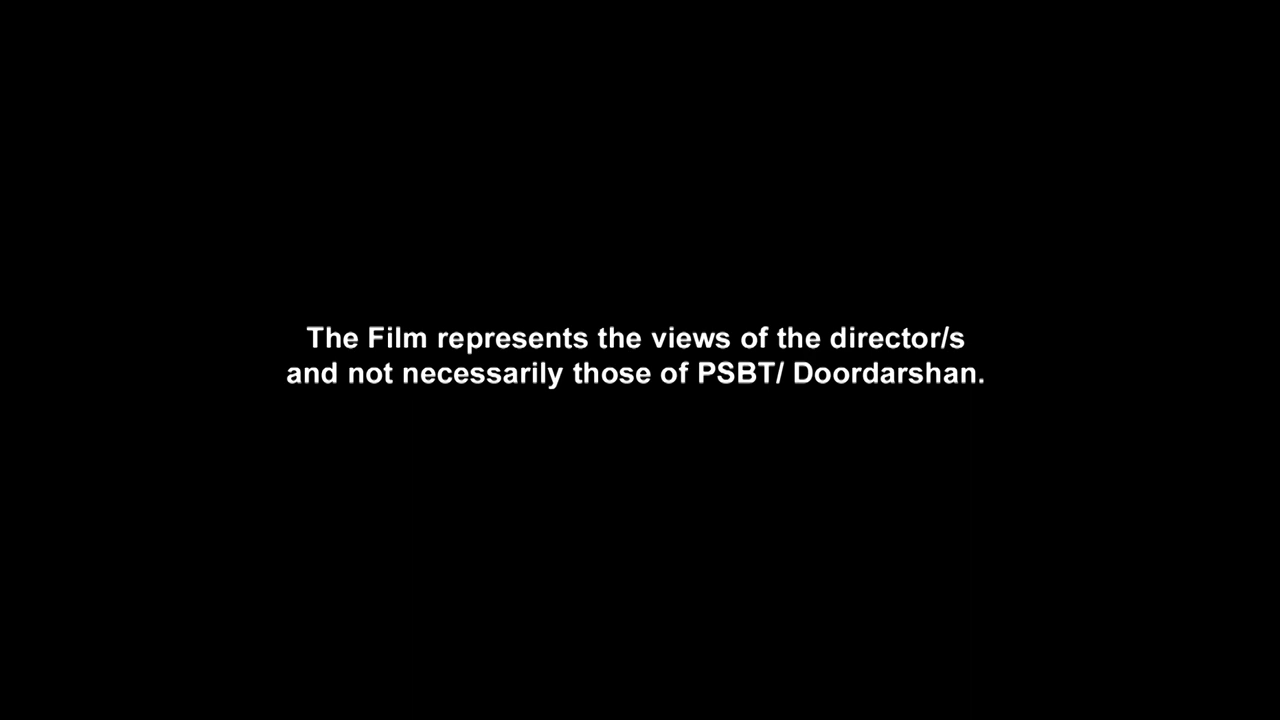 The Film represents the views of the director/s
and not necessarily those of PSBT/ Doordarshan.